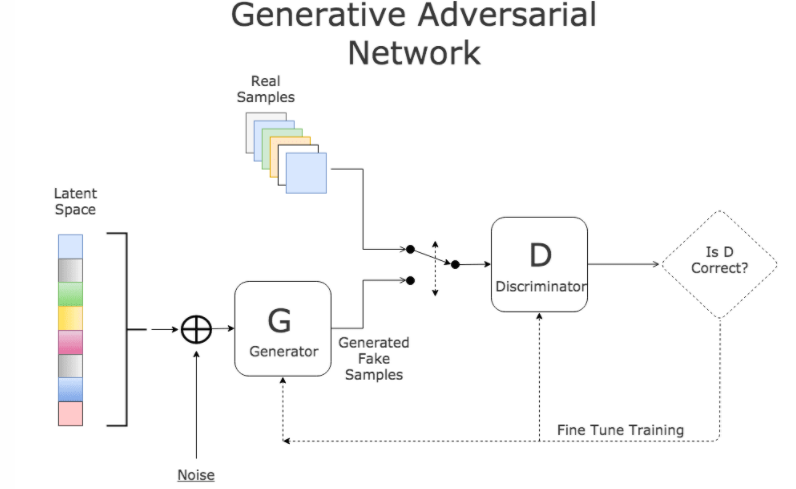 Generative Adversarial
Network
Real
Samples
Latent
Space
Is D
Correct?
D
Discriminator
G
Generator
Generated
Fake
Samples
Fine Tune Training
Noise